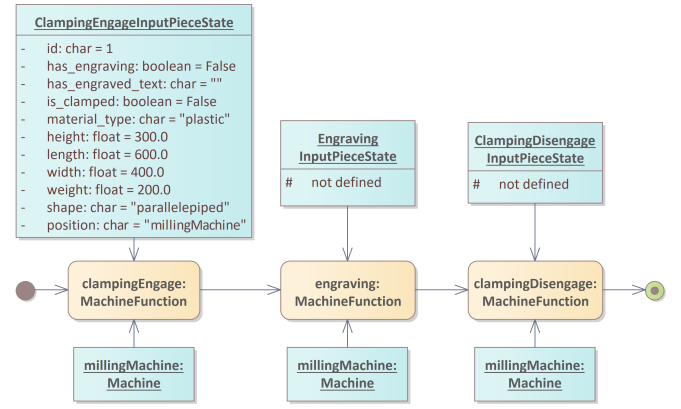 ClampingEngageInputPieceState
- id: char = 1
- has_engraving: boolean = False
- has_engraved_text: char = ""
- is_clamped: boolean = False
- material_type: char = "plastic"
- height: float = 300.0
- length: float = 600.0
- width: float = 400.0
- weight: float = 200.0
- shape: char = "parallelepiped"
- position: char = "millingMachine"
Engraving
InputPieceState
# not defined
ClampingDisengage
InputPieceState
# not defined
clampingEngage:
MachineFunction
engraving:
MachineFunction
clampingDisengage:
MachineFunction
millingMachine:
Machine
millingMachine:
Machine
millingMachine:
Machine